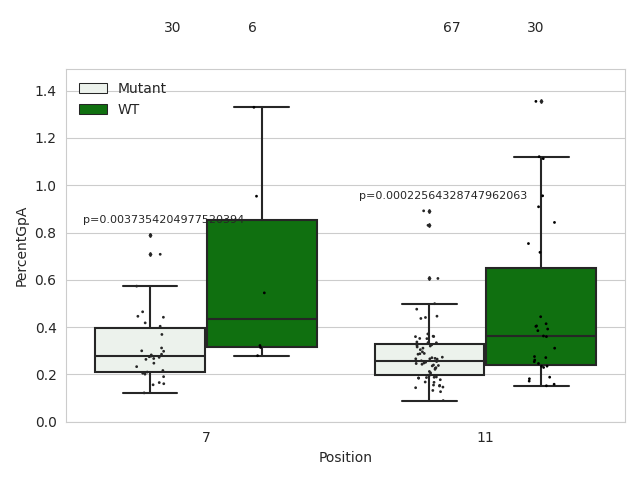 30 6 67 30
1.4
1.2
1.0
0.8
0.6
0.4
0.2
0.0
PercentGpA
Mutant
WT
p=0.0037354204977520394
p=0.00022564328747962063
7 11
Position